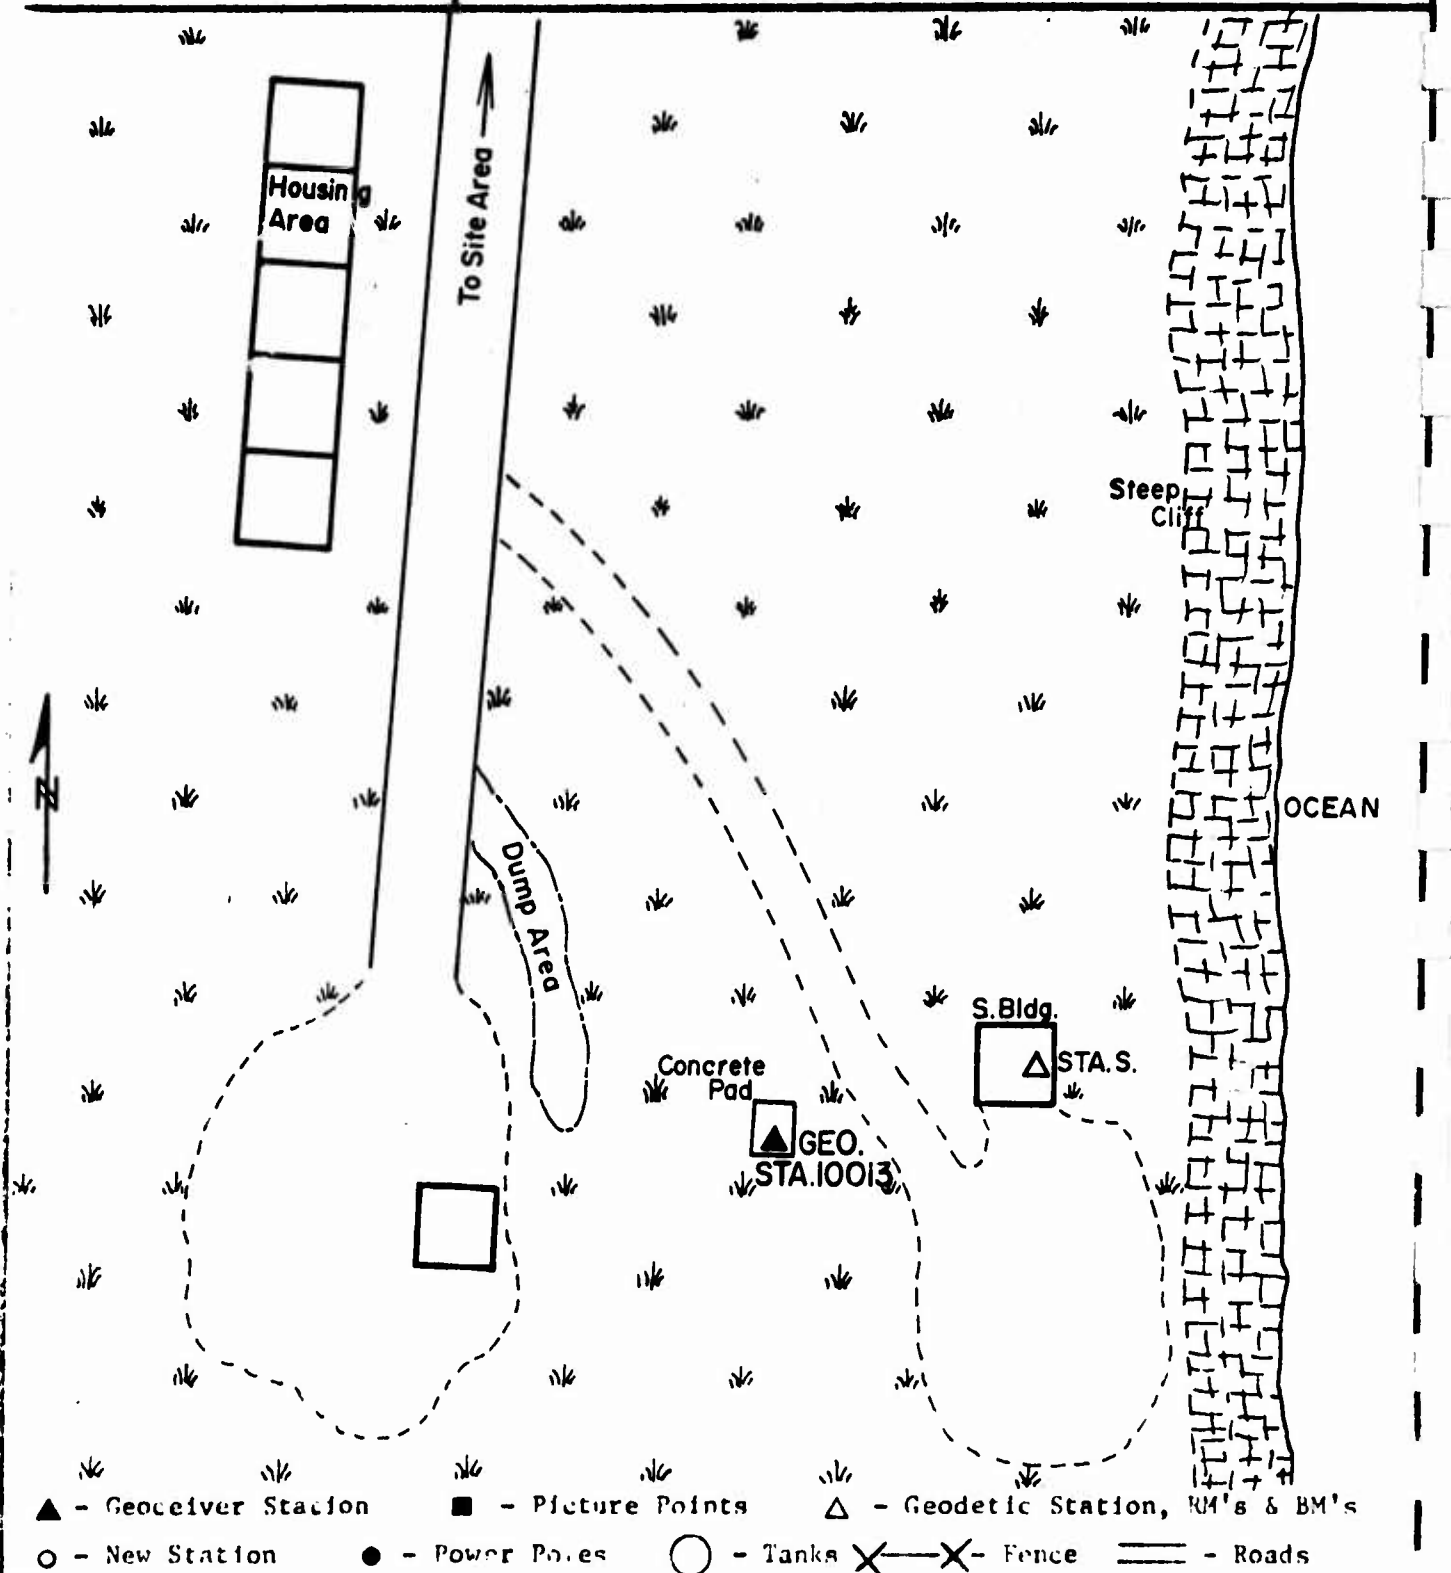 To Site Area
Housing
Area
Steep
Cliff
N
OCEAN
Dump Area
S.Bldg.
STA.S.
Concrete
Pad
GEO.
STA.10013
- Geoceiver Station
- Picture Points
- Geodetic Station, RM's & BM's
- New Station
- Power Poles
- Tanks
- Fence
- Roads